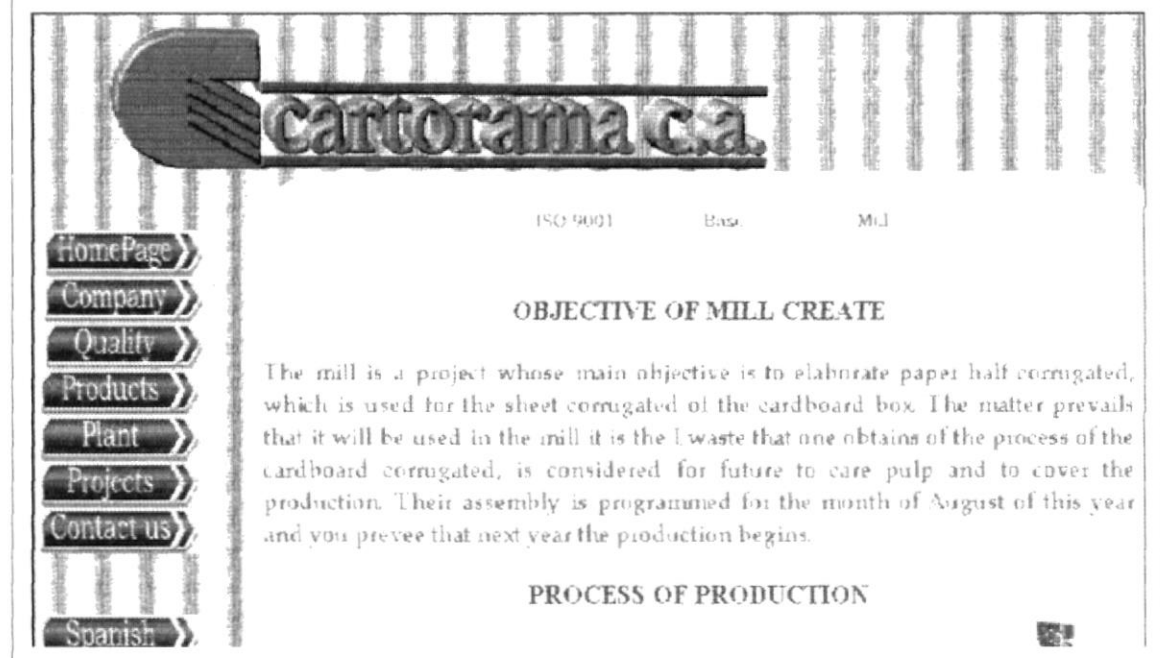 cartorama c.a.
ISO 9001 Base Mill
HomePage
Company
Quality
Products
Plant
Projects
Contact us
Spanish
OBJECTIVE OF MILL CREATE
The mill is a project whose main objective is to elaborate paper half corrugated,
which is used for the sheet corrugated of the cardboard box. The matter prevails
that it will be used in the mill it is the I waste that one obtains of the process of the
cardboard corrugated, is considered for future to care pulp and to cover the
production. Their assembly is programmed for the month of August of this year
and you prevee that next year the production begins.
PROCESS OF PRODUCTION